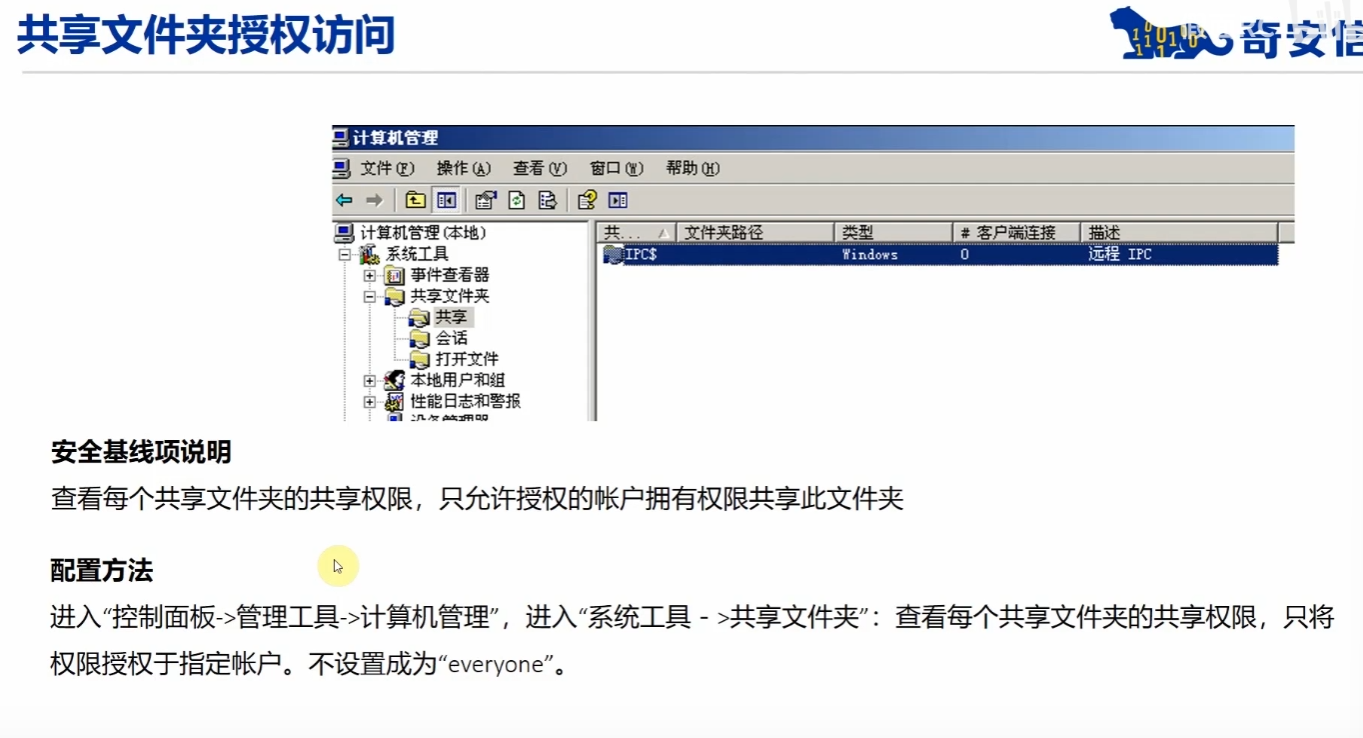 共享文件夹授权访问
奇安信
计算机管理
文件(F) 操作(A) 查看(V) 窗口(W) 帮助(H)
计算机管理(本地)
系统工具
事件查看器
共享文件夹
共享
会话
打开文件
本地用户和组
性能日志和警报
设备管理器
共... 文件夹路径 类型 # 客户端连接 描述
IPC$ Windows 0 远程 IPC
安全基线项说明
查看每个共享文件夹的共享权限，只允许授权的帐户拥有权限共享此文件夹
配置方法
进入“控制面板->管理工具->计算机管理”，进入“系统工具 - >共享文件夹”：查看每个共享文件夹的共享权限，只将
权限授权于指定帐户。不设置成为“everyone”。